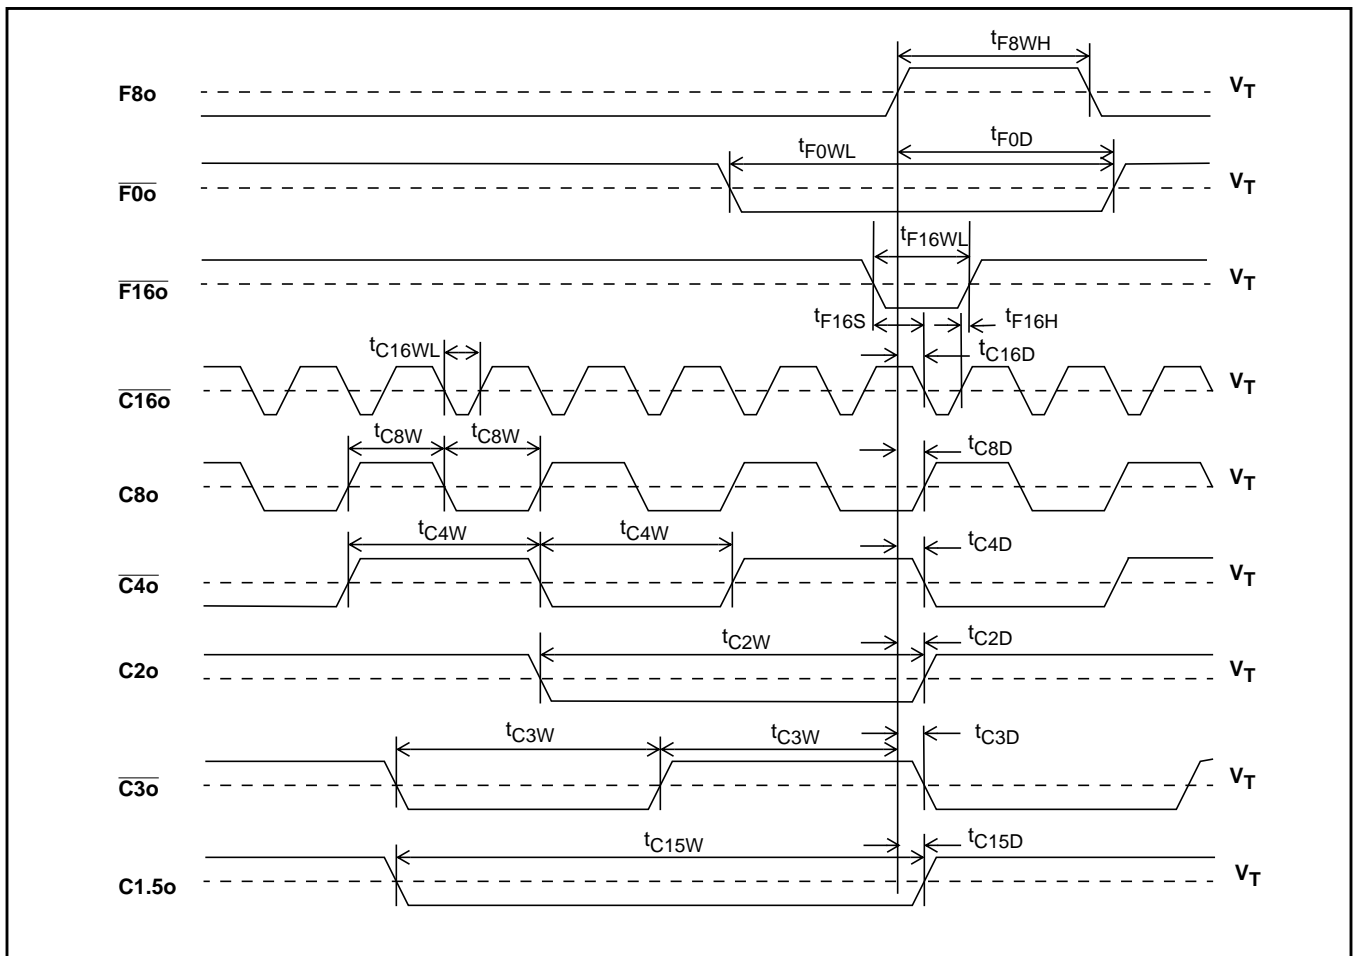 tF8WH
F8o VT
tF0WL tF0D
F0o VT
tF16WL
F16o VT
tF16S tF16H
tC16WL tC16D
C16o VT
tC8W tC8W tC8D
C8o VT
tC4W tC4W tC4D
C4o VT
tC2W tC2D
C2o VT
tC3W tC3W tC3D
C3o VT
tC15W tC15D
C1.5o VT